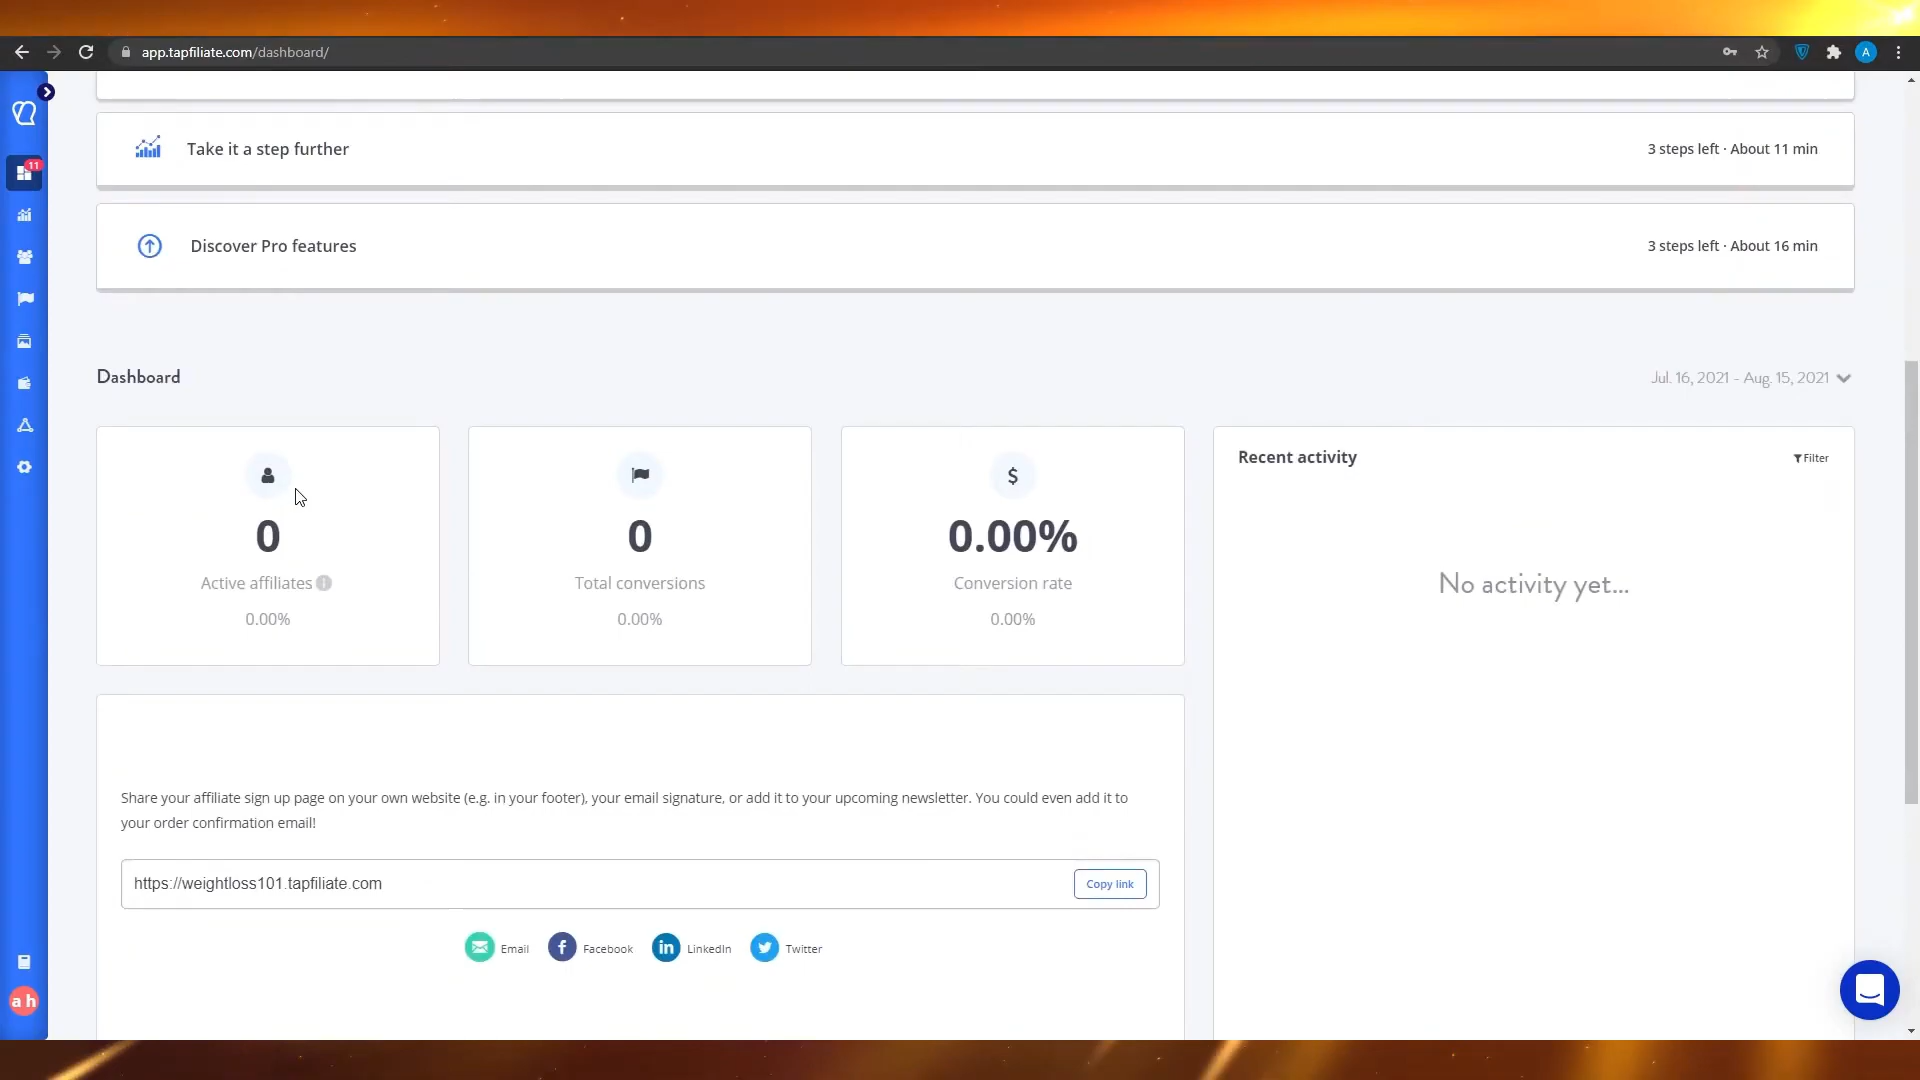 app.tapfiliate.com/dashboard/
A
11
Take it a step further
3 steps left · About 11 min
Discover Pro features
3 steps left · About 16 min
Dashboard
Jul. 16, 2021 - Aug. 15, 2021
0
Active affiliates
0.00%
0
Total conversions
0.00%
$
0.00%
Conversion rate
0.00%
Recent activity
Filter
No activity yet...
Share your affiliate sign up page on your own website (e.g. in your footer), your email signature, or add it to your upcoming newsletter. You could even add it to
your order confirmation email!
https://weightloss101.tapfiliate.com
Copy link
Email
f
Facebook
in
LinkedIn
Twitter
a h